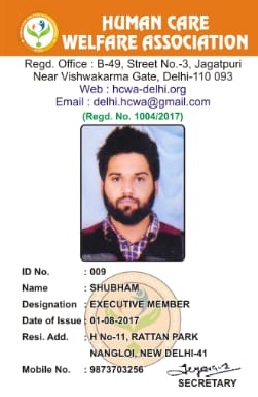 HUMAN CARE
WELFARE ASSOCIATION
Regd. Office : B-49, Street No.-3, Jagatpuri
Near Vishwakarma Gate, Delhi-110 093
Web : hcwa-delhi.org
Email : delhi.hcwa@gmail.com
(Regd. No. 1004/2017)
ID No. : 009
Name : SHUBHAM
Designation : EXECUTIVE MEMBER
Date of Issue : 01-08-2017
Resi. Add. : H No-11, RATTAN PARK
NANGLOI, NEW DELHI-41
Mobile No. : 9873703256
SECRETARY